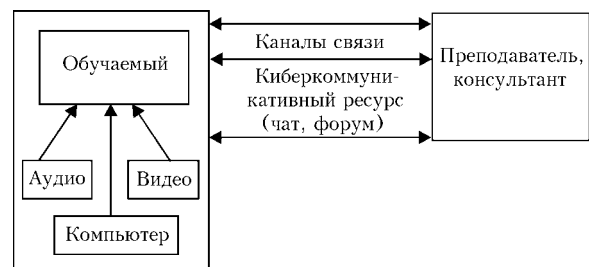 Обучаемый
Аудио
Видео
Компьютер
Каналы связи
Киберкоммуни-
кативный ресурс
(чат, форум)
Преподаватель,
консультант